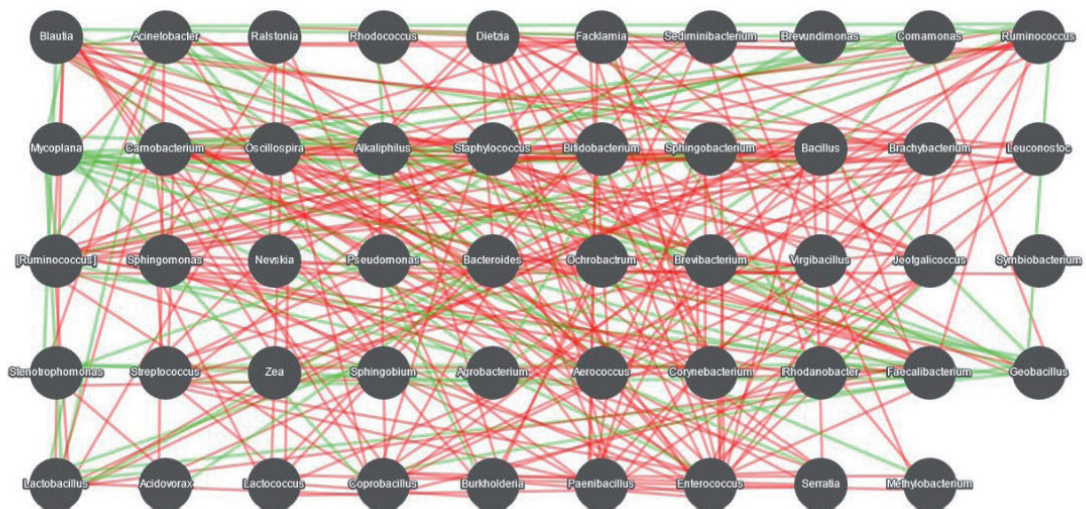 Blautia Acinetobacter Ralstonia Rhodococcus Dietzia Facklamia Sediminibacterium Brevundimonas Comamonas Ruminococcus
Mycoplana Carnobacterium Oscillospira Alkaliphilus Staphylococcus Bifidobacterium Sphingobacterium Bacillus Brachybacterium Leuconostoc
[Ruminococcus] Sphingomonas Nevskia Pseudomonas Bacteroides Ochrobactrum Brevibacterium Virgibacillus Jeotgalicoccus Symbiobacterium
Stenotrophomonas Streptococcus Zea Sphingobium Agrobacterium Aerococcus Corynebacterium Rhodanobacter Faecalibacterium Geobacillus
Lactobacillus Acidovorax Lactococcus Coprobacillus Burkholderia Paenibacillus Enterococcus Serratia Methylobacterium